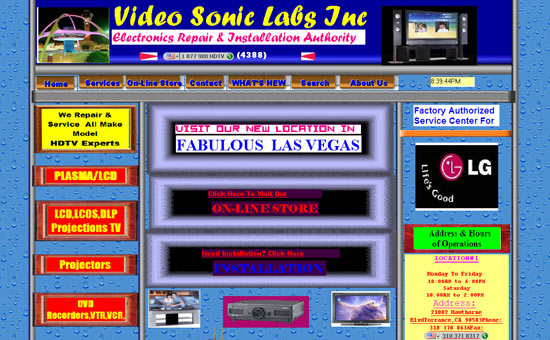 Video Sonic Labs Inc
Electronics Repair & Installation Authority
1 877 900 HDTV (4388)
Home Services On-Line Store Contact WHAT'S NEW Search About Us
8:39:44PM
We Repair &
Service All Make
Model
HDTV Experts
PLASMA/LCD
LCD,LCOS,DLP
Projections TV
Projectors
DVD
Recorders,VTR,VCR,
VISIT OUR NEW LOCATION IN
FABULOUS LAS VEGAS
Click Here To Visit Our
ON-LINE STORE
Need Installation? Click Here
INSTALLATION
Factory Authorized
Service Center For
LG
Life's Good
Address & Hours
of Operations
LOCATION#1
Monday To Friday
10:00AM to 6:00PM
Saturday
10:00AM to 2:00PM
Address:
21002 Hawthorne
BlvdTorrance,CA 90503Phone:
310 370 8636Fax:
310 371 8317